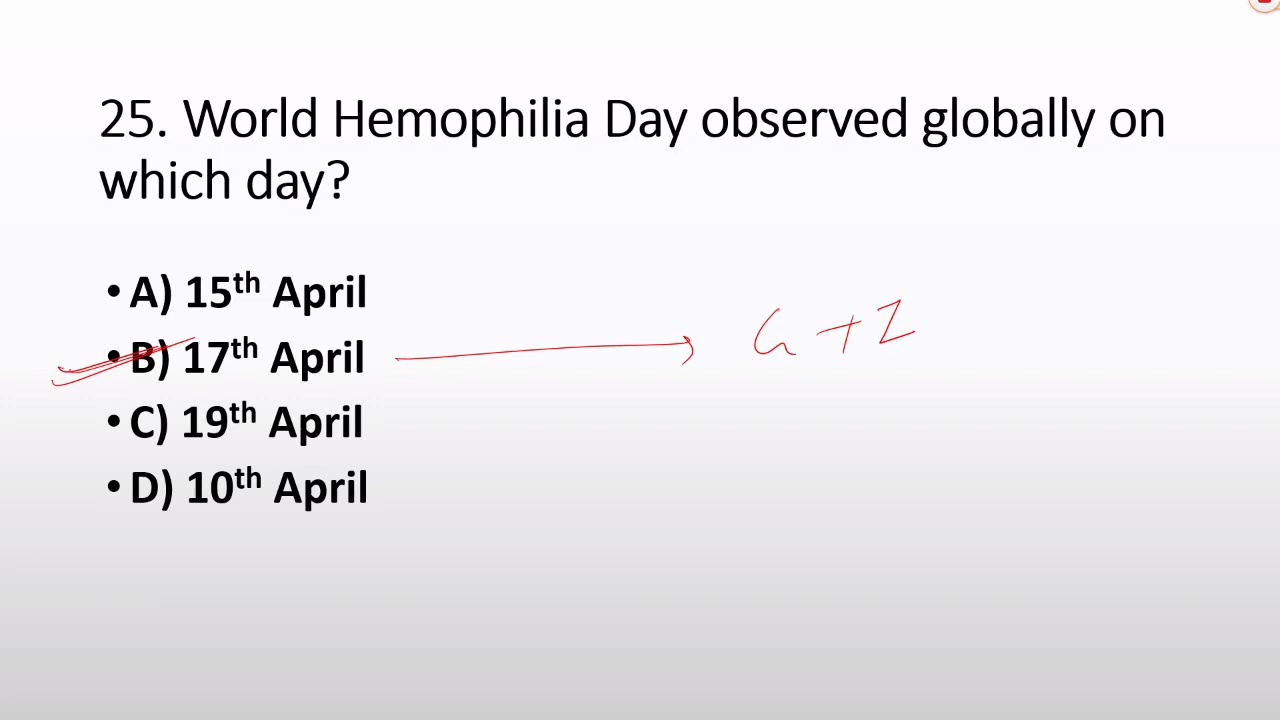 25. World Hemophilia Day observed globally on
which day?
• A) 15th April
• B) 17th April
G + Z
• C) 19th April
• D) 10th April